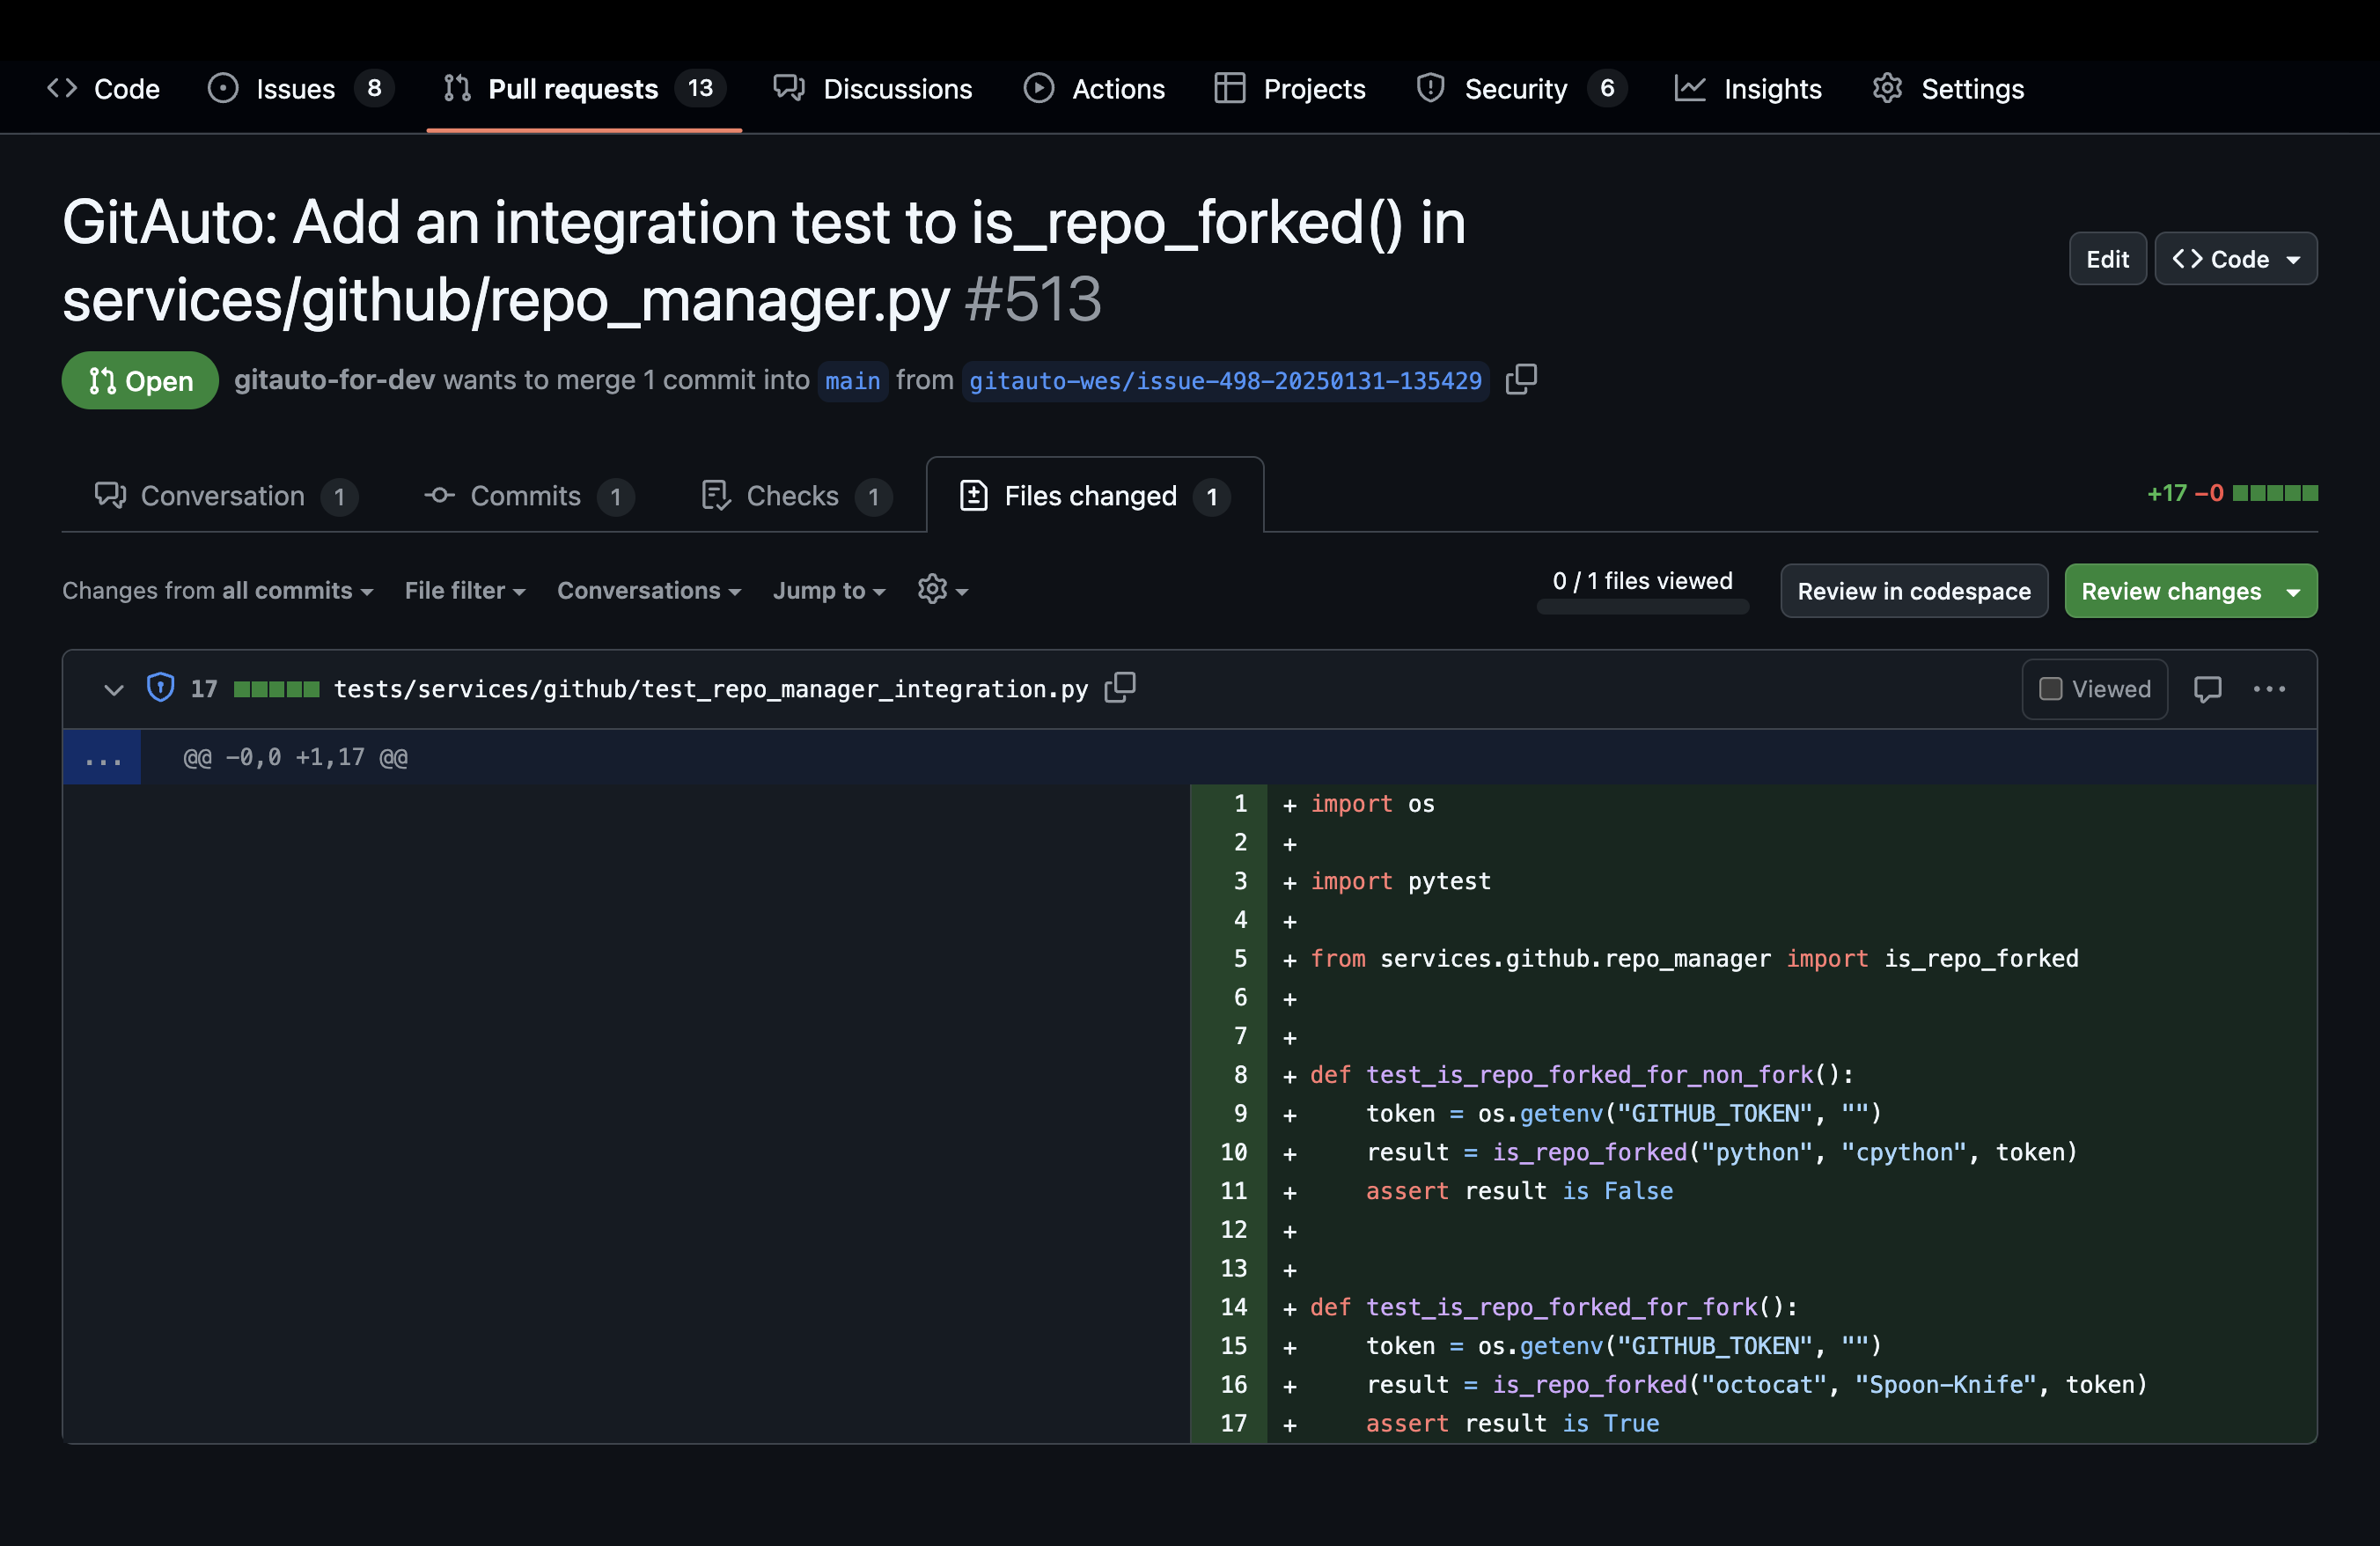 Code Issues 8 Pull requests 13 Discussions Actions Projects Security 6 Insights Settings
GitAuto: Add an integration test to is_repo_forked() in
services/github/repo_manager.py #513
Edit <> Code
Open gitauto-for-dev wants to merge 1 commit into main from gitauto-wes/issue-498-20250131-135429
Conversation 1 Commits 1 Checks 1 Files changed 1 +17 −0
Changes from all commits File filter Conversations Jump to 0 / 1 files viewed Review in codespace Review changes
17 tests/services/github/test_repo_manager_integration.py Viewed ...
... @@ -0,0 +1,17 @@
1 + import os
2 +
3 + import pytest
4 +
5 + from services.github.repo_manager import is_repo_forked
6 +
7 +
8 + def test_is_repo_forked_for_non_fork():
9 +     token = os.getenv("GITHUB_TOKEN", "")
10 +     result = is_repo_forked("python", "cpython", token)
11 +     assert result is False
12 +
13 +
14 + def test_is_repo_forked_for_fork():
15 +     token = os.getenv("GITHUB_TOKEN", "")
16 +     result = is_repo_forked("octocat", "Spoon-Knife", token)
17 +     assert result is True